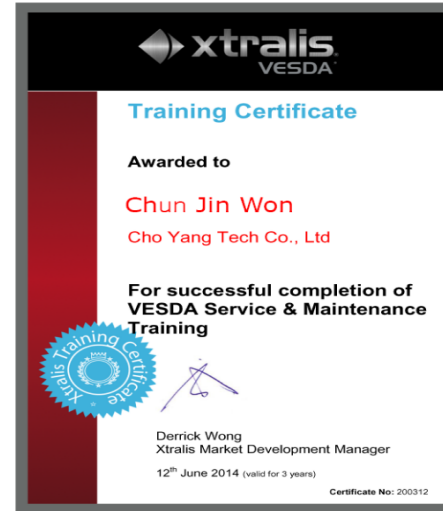 xtralis
VESDA
Training Certificate
Awarded to
Chun Jin Won
Cho Yang Tech Co., Ltd
For successful completion of
VESDA Service & Maintenance
Training
Xtralis Training Certificate
Derrick Wong
Xtralis Market Development Manager
12th June 2014 (valid for 3 years)
Certificate No: 200312